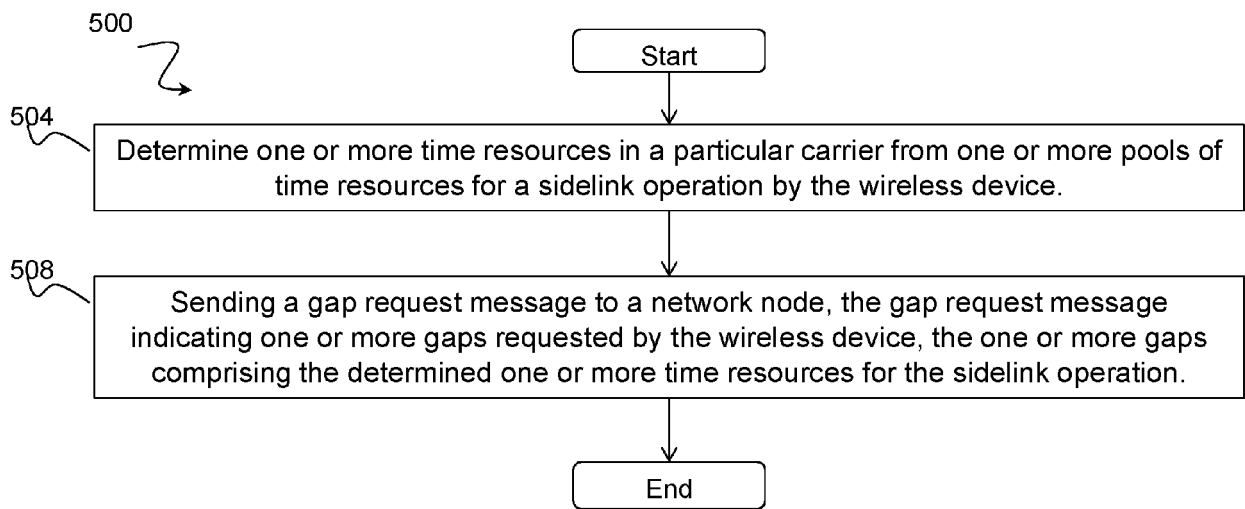 500
Start
504
Determine one or more time resources in a particular carrier from one or more pools of
time resources for a sidelink operation by the wireless device.
508
Sending a gap request message to a network node, the gap request message
indicating one or more gaps requested by the wireless device, the one or more gaps
comprising the determined one or more time resources for the sidelink operation.
End